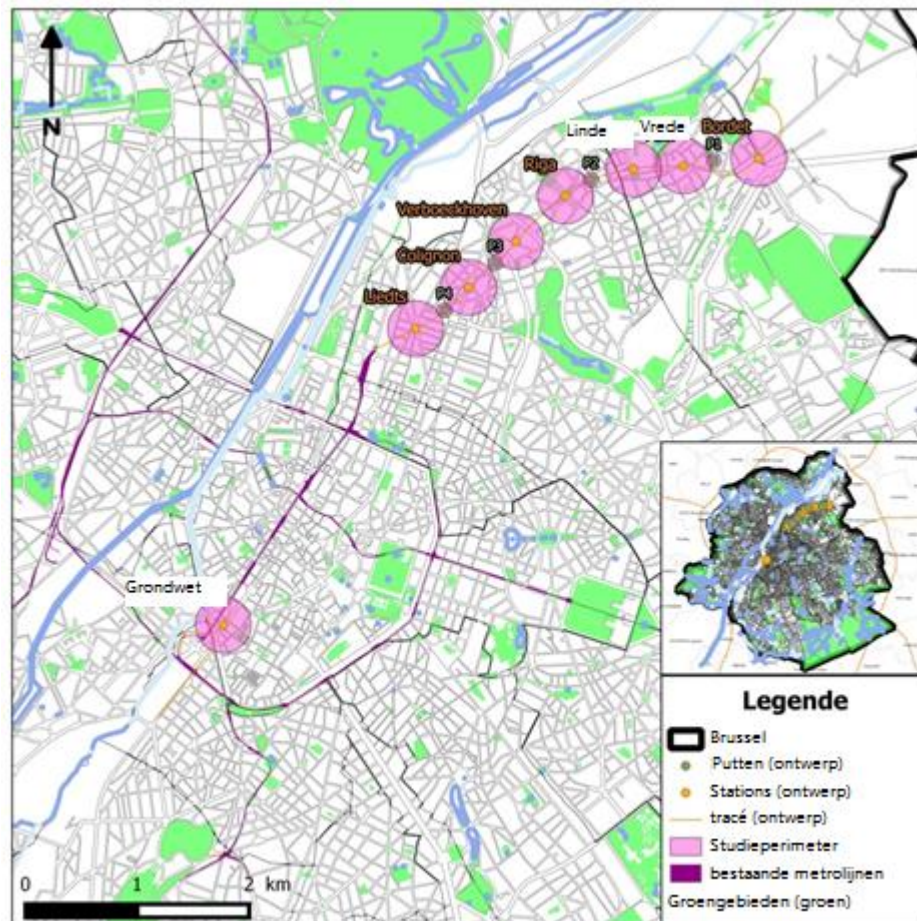 N
Linde
Vrede
Bordet
P1
Riga
P2
Verboeckhoven
P3
Colignon
P4
Liedts
Grondwet
0 1 2 km
Legende
Brussel
Putten (ontwerp)
Stations (ontwerp)
tracé (ontwerp)
Studieperimeter
bestaande metrolijnen
Groengebieden (groen)